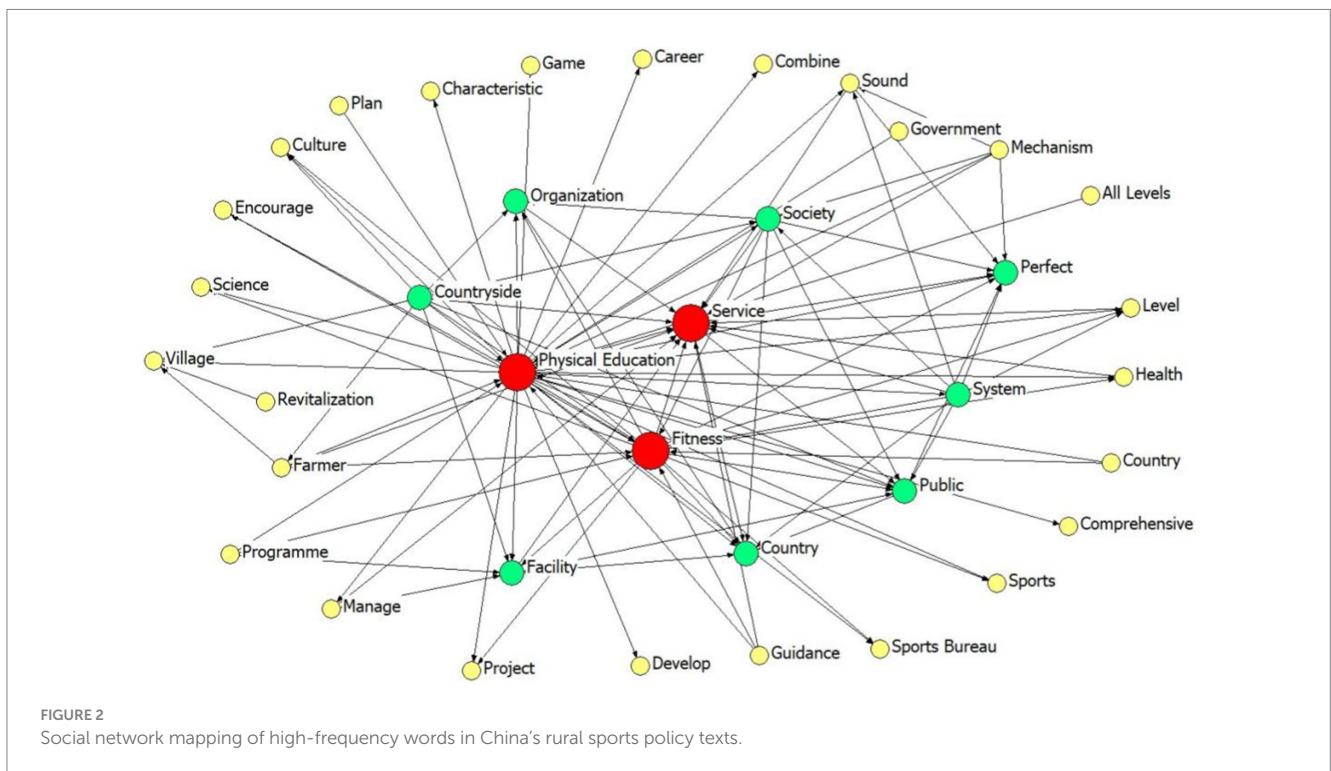 Game
Career
Combine
Sound
Characteristic
Plan
Government
Culture
Mechanism
All Levels
Organization
Encourage
Society
Perfect
Science
Countryside
Service
Level
Village
Physical Education
Health
System
Revitalization
Fitness
Farmer
Country
Public
Comprehensive
Programme
Country
Facility
Sports
Manage
Sports Bureau
Guidance
Develop
Project
FIGURE 2
Social network mapping of high-frequency words in China's rural sports policy texts.